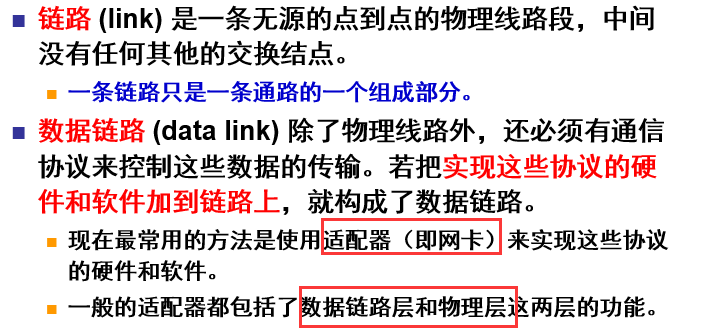 链路 (link) 是一条无源的点到点的物理线路段，中间
没有任何其他的交换结点。
一条链路只是一条通路的一个组成部分。
数据链路 (data link) 除了物理线路外，还必须有通信
协议来控制这些数据的传输。若把实现这些协议的硬
件和软件加到链路上，就构成了数据链路。
现在最常用的方法是使用适配器（即网卡）来实现这些协议
的硬件和软件。
一般的适配器都包括了数据链路层和物理层这两层的功能。